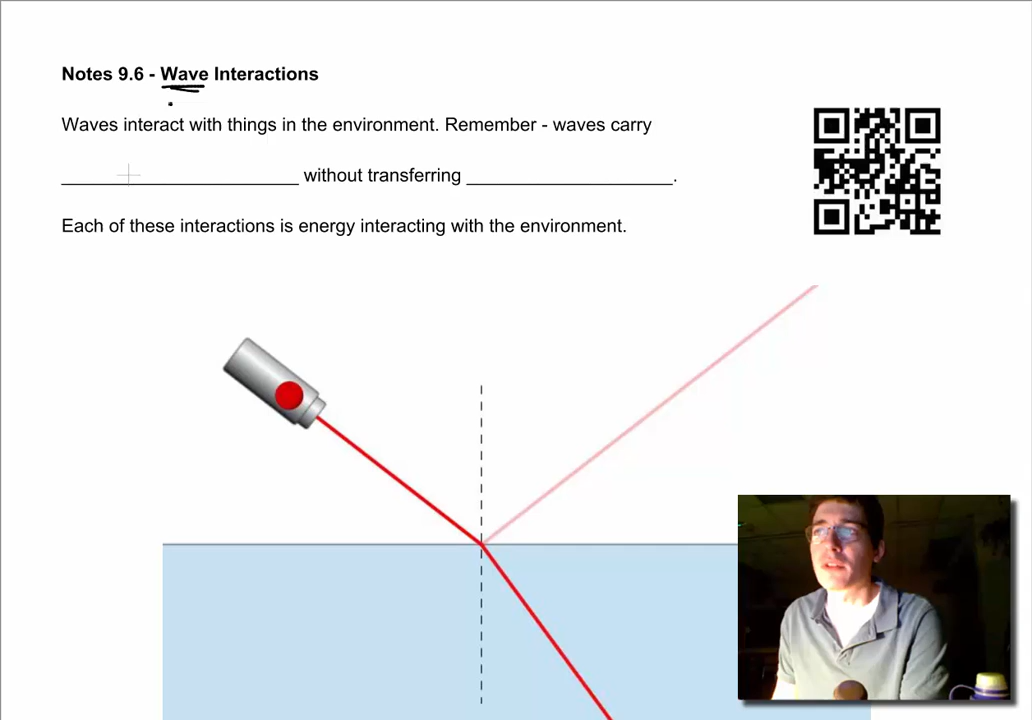 Notes 9.6 - Wave Interactions
Waves interact with things in the environment. Remember - waves carry
_______________________ without transferring ____________________.
Each of these interactions is energy interacting with the environment.